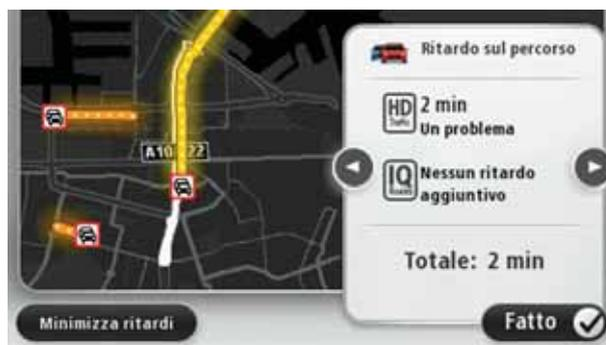 Ritardo sul percorso
HD
Traffic
2 min
Un problema
A10
E22
IQ
Routes
Nessun ritardo
aggiuntivo
Totale: 2 min
Minimizza ritardi
Fatto